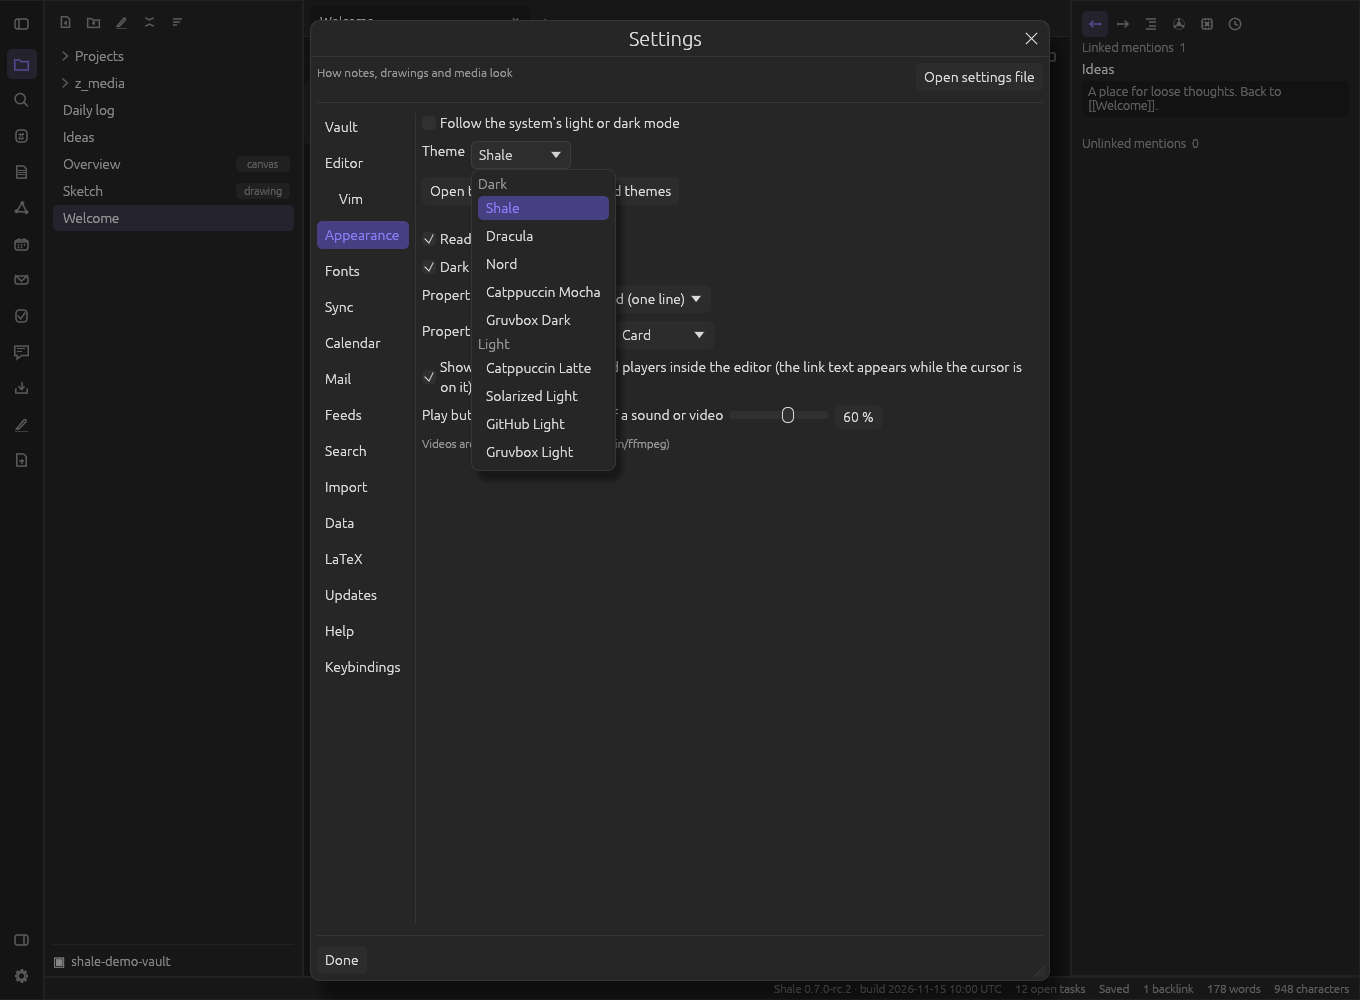 Projects
z_media
Daily log
Ideas
Overview canvas
Sketch drawing
Welcome
shale-demo-vault
Welcome
Settings
How notes, drawings and media look
Open settings file
Vault
Editor
Vim
Appearance
Fonts
Sync
Calendar
Mail
Feeds
Search
Import
Data
LaTeX
Updates
Help
Keybindings
Follow the system's light or dark mode
Theme Shale
Open themes
Dark
Shale
Dracula
Nord
Catppuccin Mocha
Gruvbox Dark
Light
Catppuccin Latte
Solarized Light
GitHub Light
Gruvbox Light
Read
Dark
Propert d (one line)
Propert Card
Show players inside the editor (the link text appears while the cursor is
on it)
Play but a sound or video 60 %
Videos are in/ffmpeg)
Done
Linked mentions 1
Ideas
A place for loose thoughts. Back to
[[Welcome]].
Unlinked mentions 0
Shale 0.7.0-rc.2 · build 2026-11-15 10:00 UTC 12 open tasks Saved 1 backlink 178 words 948 characters